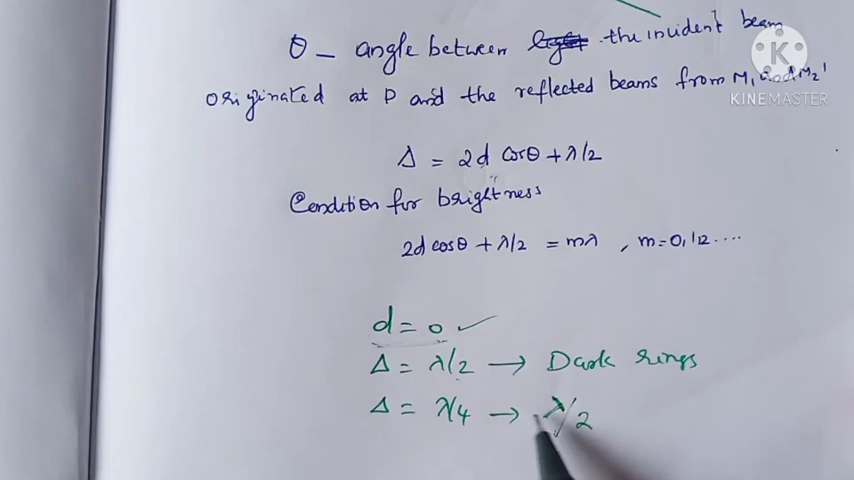 θ - angle between the incident beam
originated at P and the reflected beams from M1 and M2'
KINEMASTER
Δ = 2d cosθ + λ/2
Condition for brightness
2d cosθ + λ/2 = mλ , m=0,1,2....
d = 0 ✓
Δ = λ/2 → Dark rings
Δ = λ/4 → λ/2